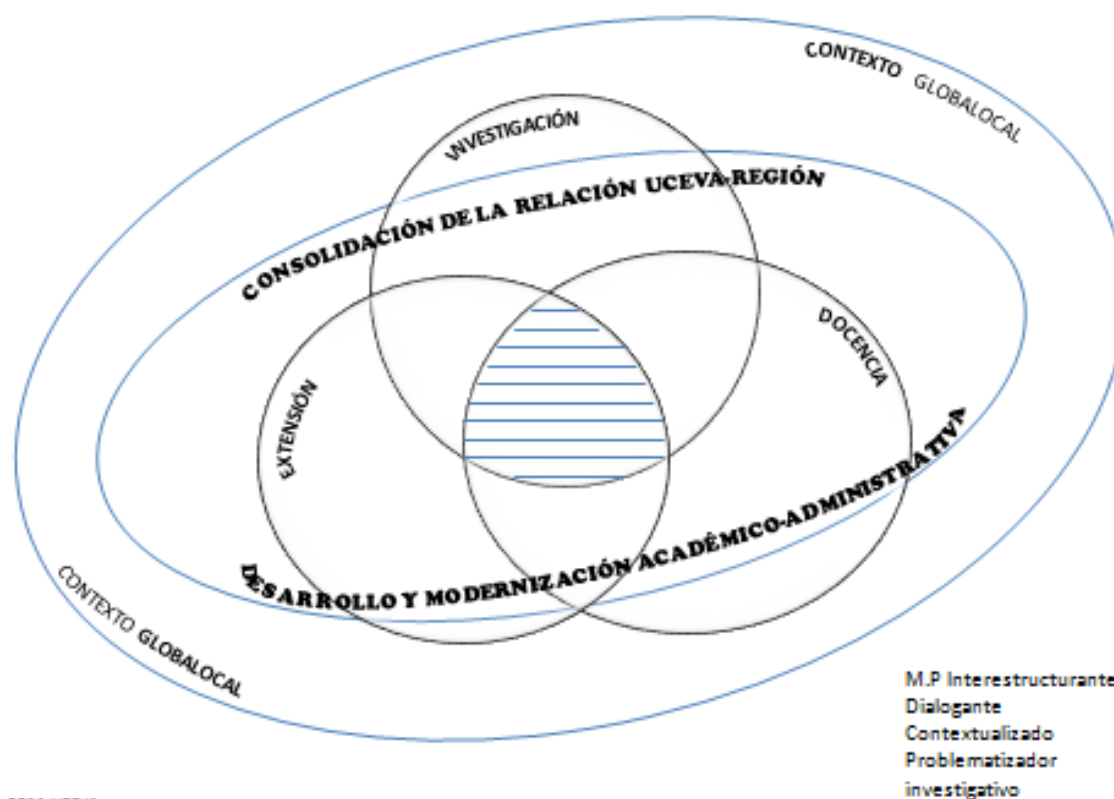 CONTEXTO GLOBALOCAL
INVESTIGACIÓN
CONSOLIDACIÓN DE LA RELACIÓN UCEVA-REGIÓN
DOCENCIA
EXTENSIÓN
DESARROLLO Y MODERNIZACIÓN ACADÉMICO-ADMINISTRATIVA
CONTEXTO GLOBALOCAL
M.P Interestructurante
Dialogante
Contextualizado
Problematizador
investigativo